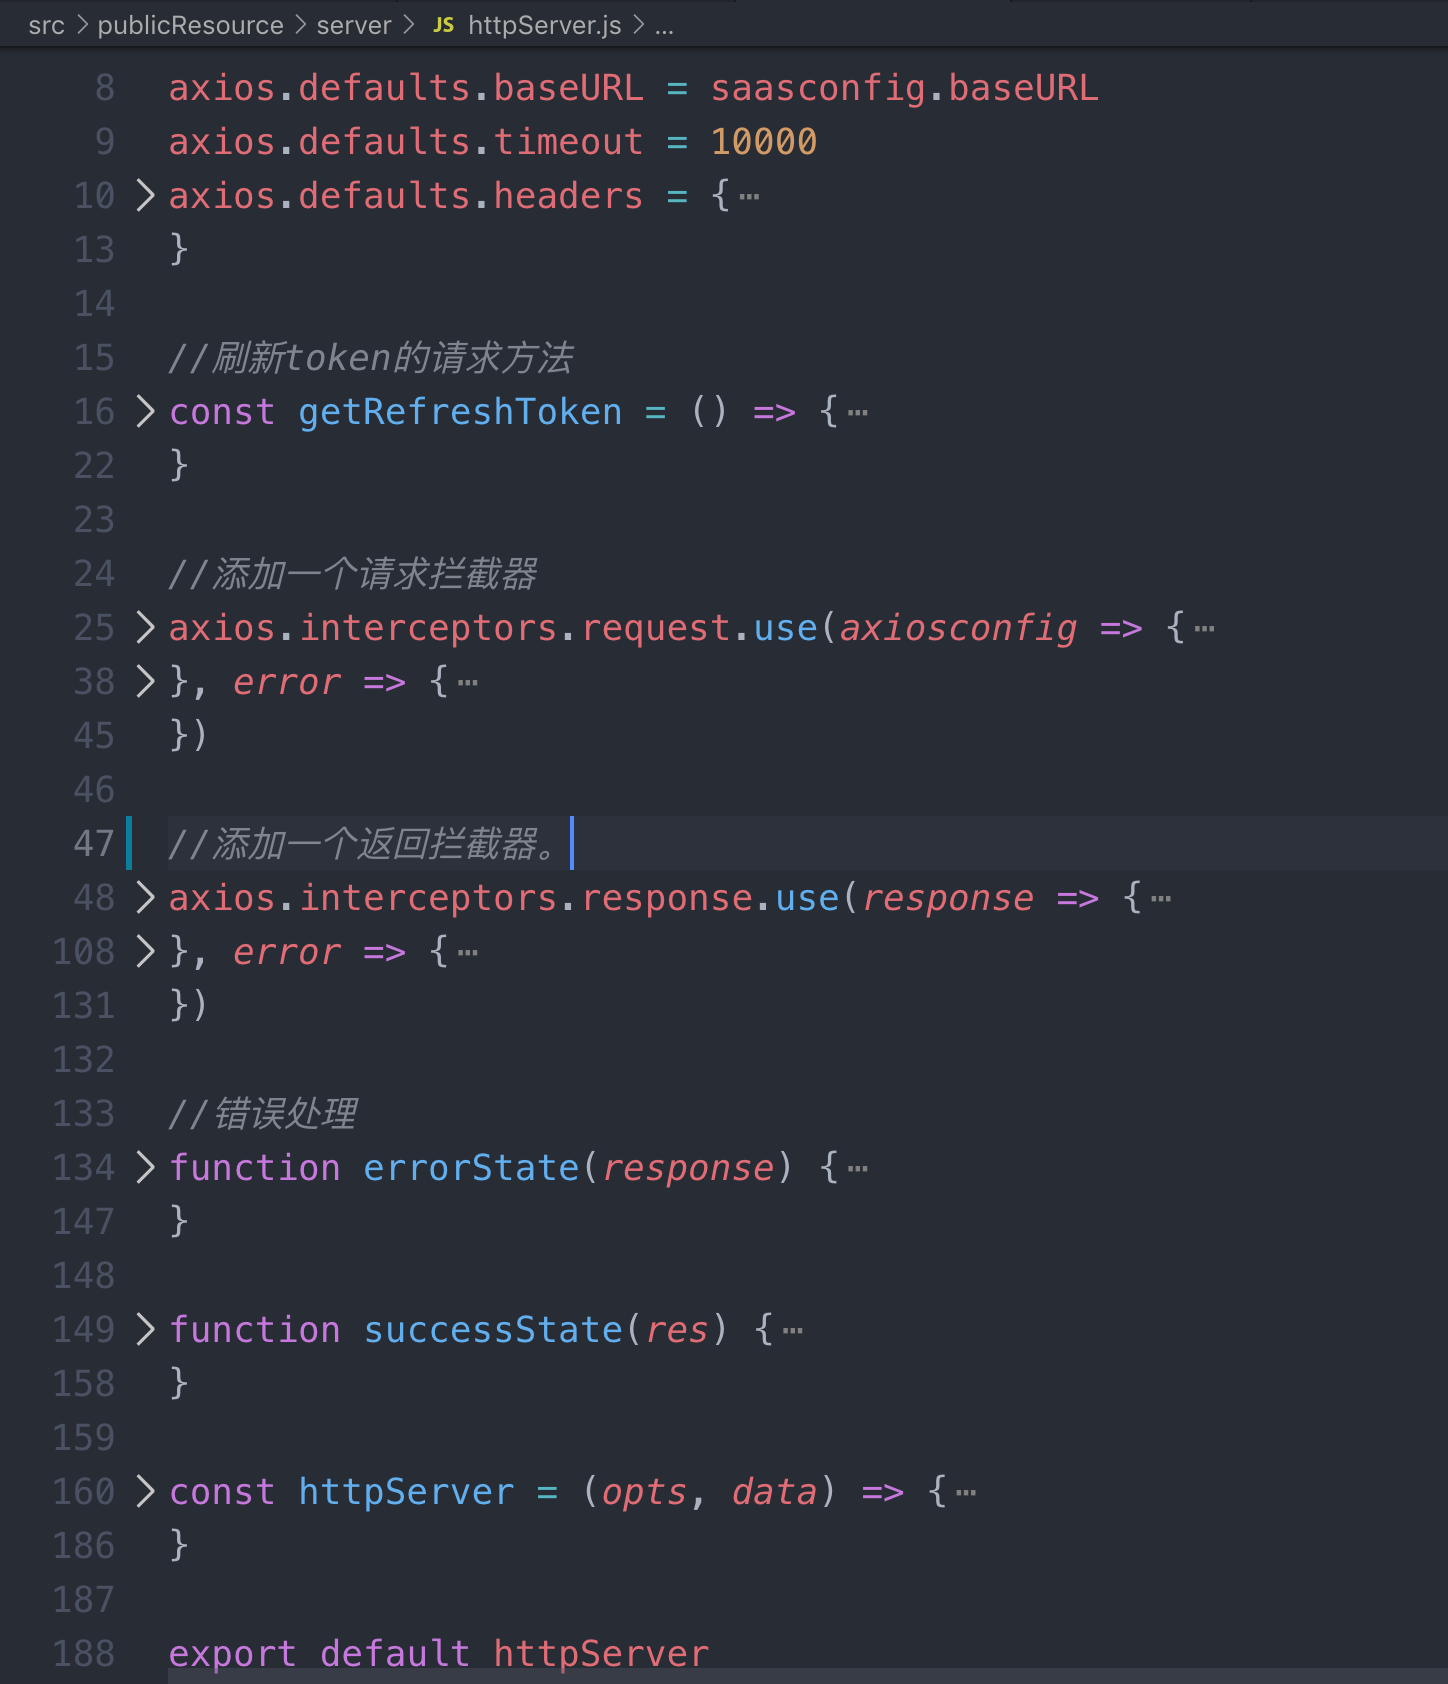 src > publicResource > server > JS httpServer.js > ...
8 axios.defaults.baseURL = saasconfig.baseURL
9 axios.defaults.timeout = 10000
10 > axios.defaults.headers = {⋯
13 }
14
15 //刷新token的请求方法
16 > const getRefreshToken = () => {⋯
22 }
23
24 //添加一个请求拦截器
25 > axios.interceptors.request.use(axiosconfig => {⋯
38 > }, error => {⋯
45 })
46
47 //添加一个返回拦截器。
48 > axios.interceptors.response.use(response => {⋯
108 > }, error => {⋯
131 })
132
133 //错误处理
134 > function errorState(response) {⋯
147 }
148
149 > function successState(res) {⋯
158 }
159
160 > const httpServer = (opts, data) => {⋯
186 }
187
188 export default httpServer